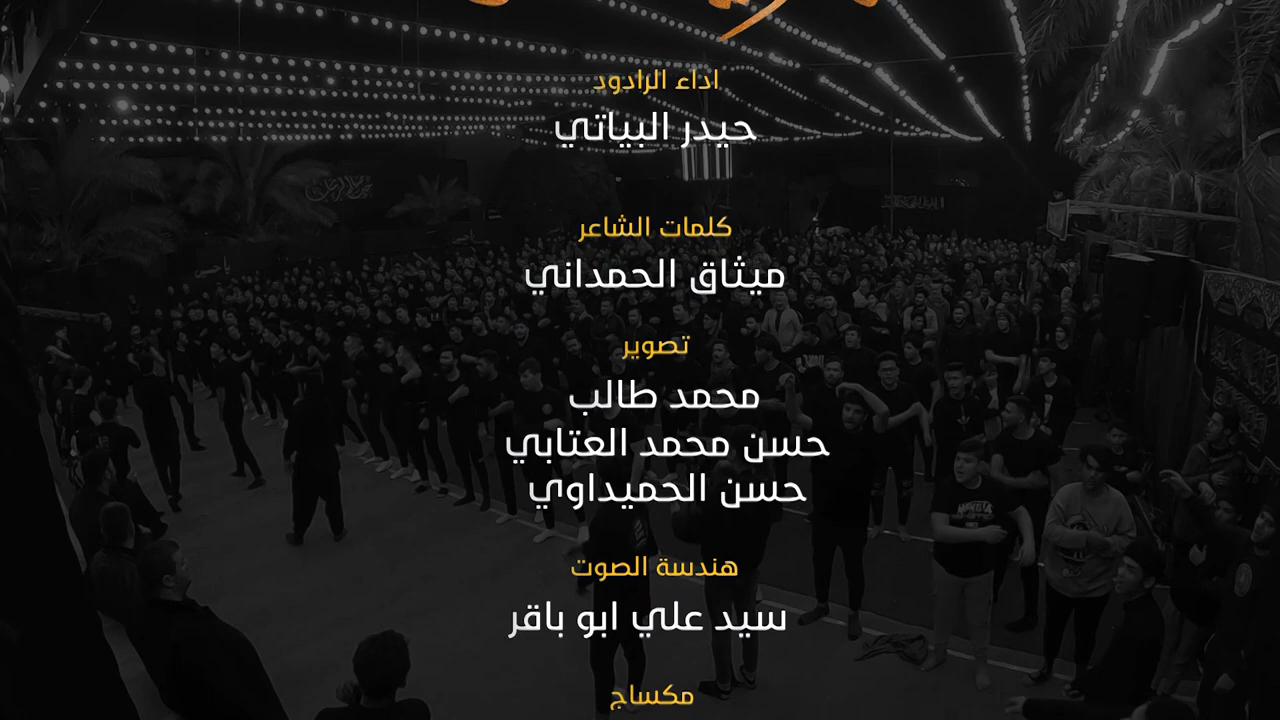 اداء الرادود
حيدر البياتي
كلمات الشاعر
ميثاق الحمداني
تصوير
محمد طالب
حسن محمد العتابي
حسن الحميداوي
هندسة الصوت
سيد علي ابو باقر
مكساج